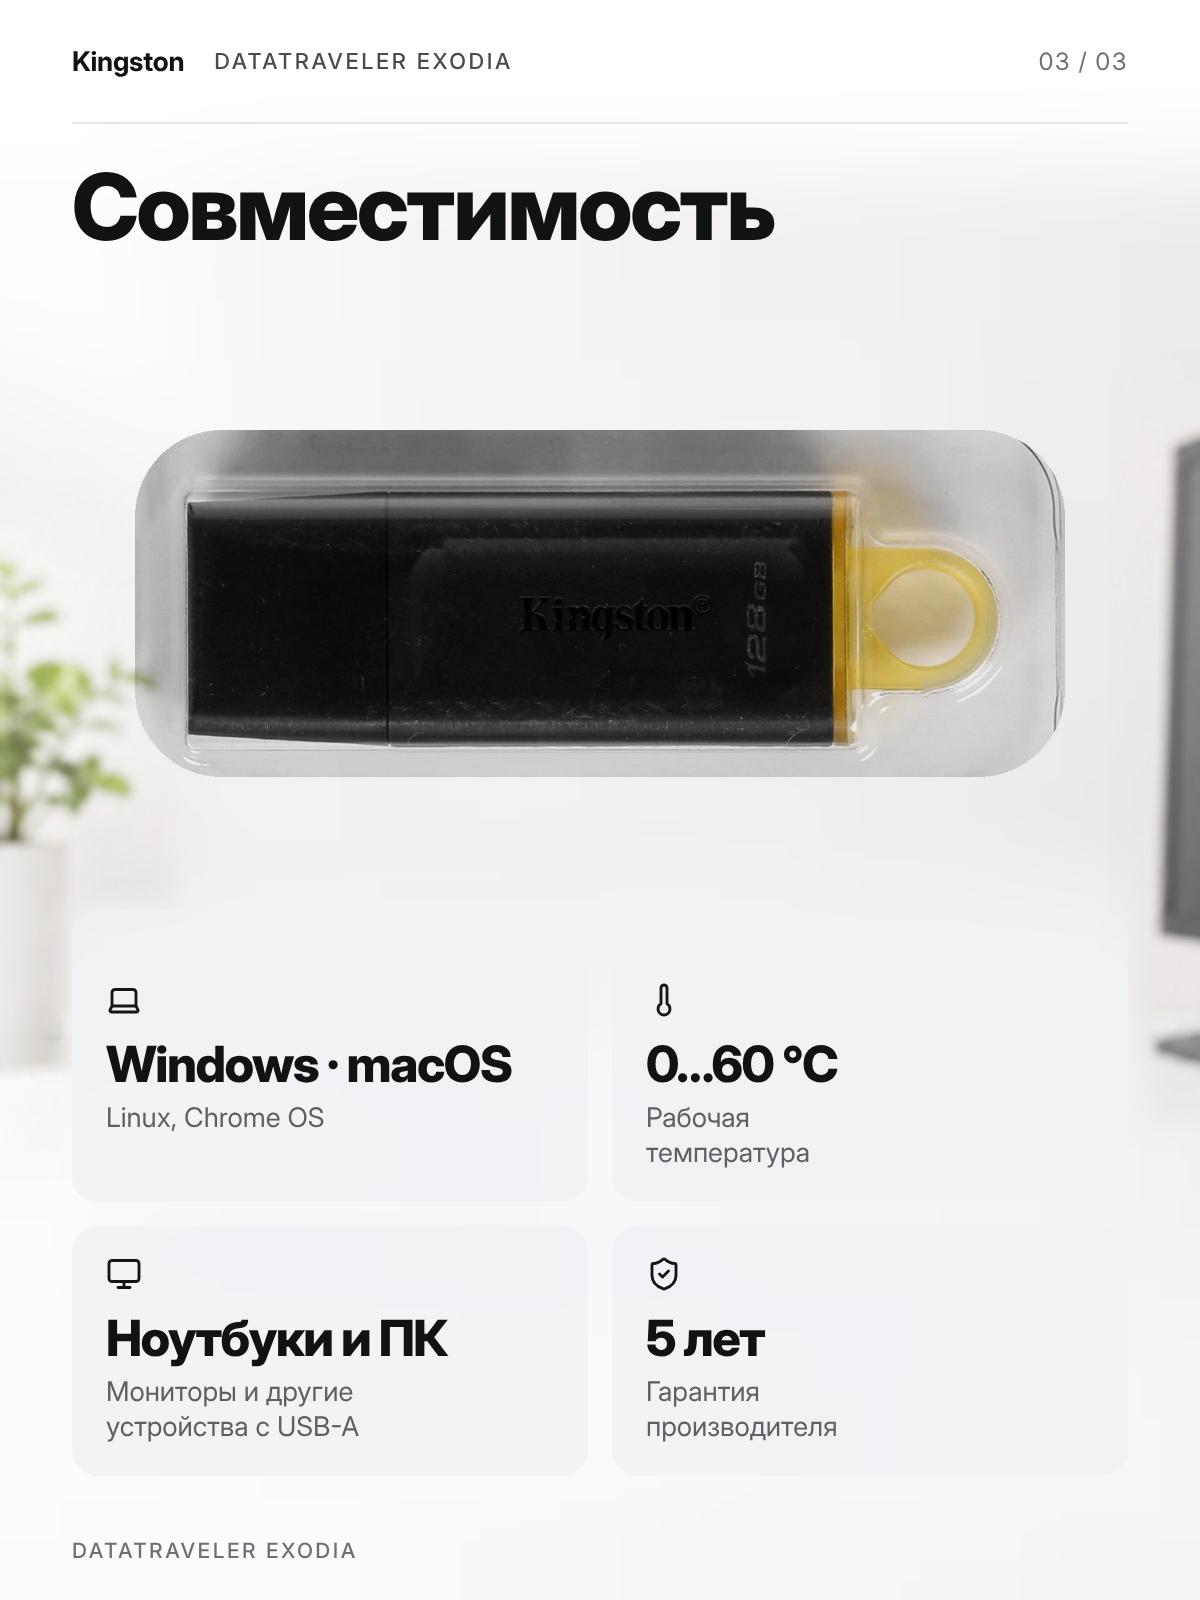 Kingston DATATRAVELER EXODIA 03 / 03
Совместимость
Kingston®
128GB
Windows · macOS
Linux, Chrome OS
0...60 °C
Рабочая
температура
Ноутбуки и ПК
Мониторы и другие
устройства с USB-A
5 лет
Гарантия
производителя
DATATRAVELER EXODIA